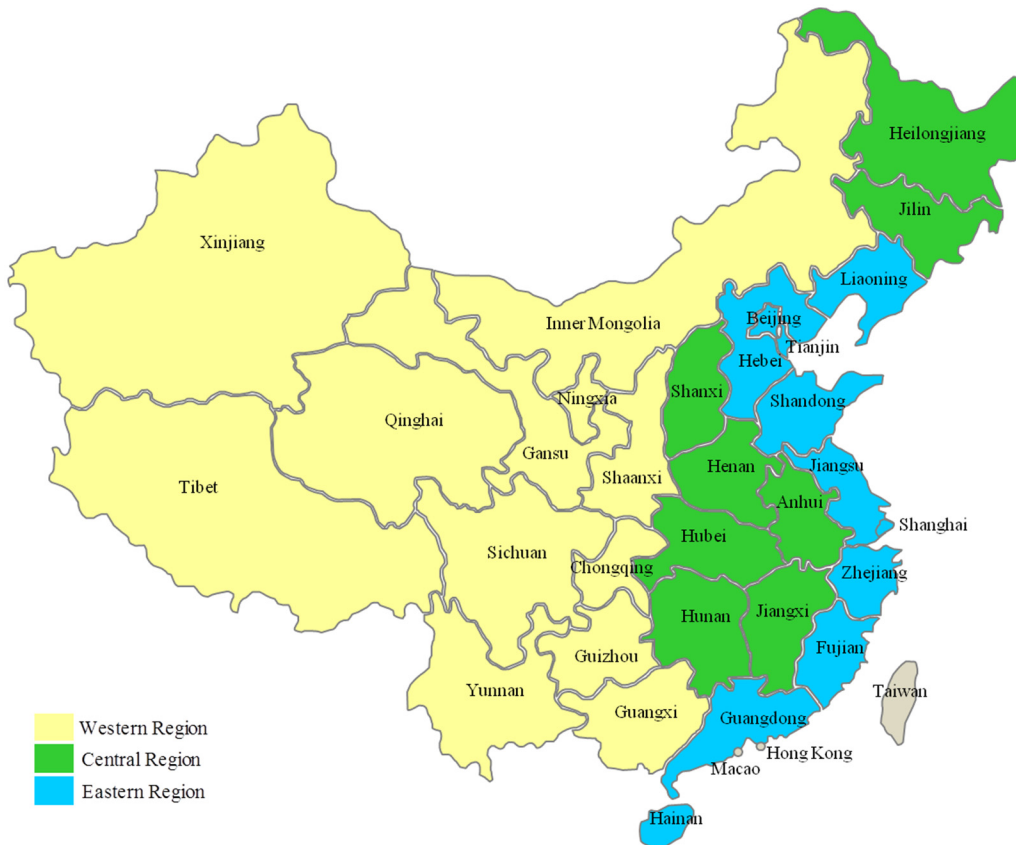 Heilongjiang
Jilin
Xinjiang
Liaoning
Inner Mongolia
Beijing
Tianjin
Hebei
Shanxi
Ningxia
Shandong
Qinghai
Gansu
Henan
Jiangsu
Shaanxi
Tibet
Anhui
Shanghai
Hubei
Sichuan
Chongqing
Zhejiang
Hunan
Jiangxi
Fujian
Guizhou
Yunnan
Taiwan
Guangxi
Guangdong
Hong Kong
Macao
Hainan
Western Region
Central Region
Eastern Region